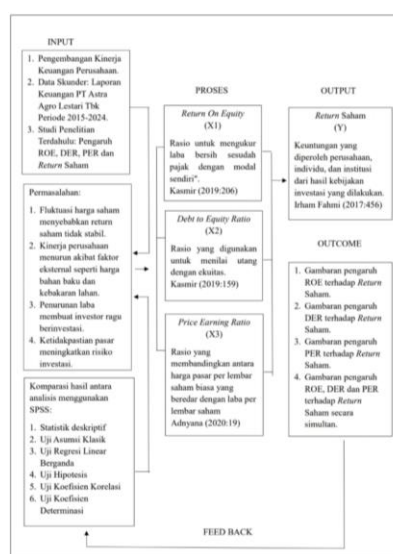 INPUT
1. Pengembangan Kinerja
Keuangan Perusahaan.
2. Data Skunder: Laporan
Keuangan PT Astra
Agro Lestari Tbk
Periode 2015-2024.
3. Studi Penelitian
Terdahulu: Pengaruh
ROE, DER, PER dan
Return Saham
Permasalahan:
1. Fluktuasi harga saham
menyebabkan return
saham tidak stabil.
2. Kinerja perusahaan
menurun akibat faktor
eksternal seperti harga
bahan baku dan
kebakaran lahan.
3. Penurunan laba
membuat investor ragu
berinvestasi.
4. Ketidakpastian pasar
meningkatkan risiko
investasi.
Komparasi hasil antara
analisis menggunakan
SPSS:
1. Statistik deskriptif
2. Uji Asumsi Klasik
3. Uji Regresi Linear
Berganda
4. Uji Hipotesis
5. Uji Koefisien Korelasi
6. Uji Koefisien
Determinasi
PROSES
Return On Equity
(X1)
Rasio untuk mengukur
laba bersih sesudah
pajak dengan modal
sendiri".
Kasmir (2019:206)
Debt to Equity Ratio
(X2)
Rasio yang digunakan
untuk menilai utang
dengan ekuitas.
Kasmir (2019:159)
Price Earning Ratio
(X3)
Rasio yang
membandingkan antara
harga pasar per lembar
saham biasa yang
beredar dengan laba per
lembar saham
Adnyana (2020:19)
OUTPUT
Return Saham
(Y)
Keuntungan yang
diperoleh perusahaan,
individu, dan institusi
dari hasil kebijakan
investasi yang dilakukan.
Irham Fahmi (2017:456)
OUTCOME
1. Gambaran pengaruh
ROE terhadap Return
Saham.
2. Gambaran pengaruh
DER terhadap Return
Saham.
3. Gambaran pengaruh
PER terhadap Return
Saham.
4. Gambaran pengaruh
ROE, DER dan PER
terhadap Return
Saham secara
simultan.
FEED BACK